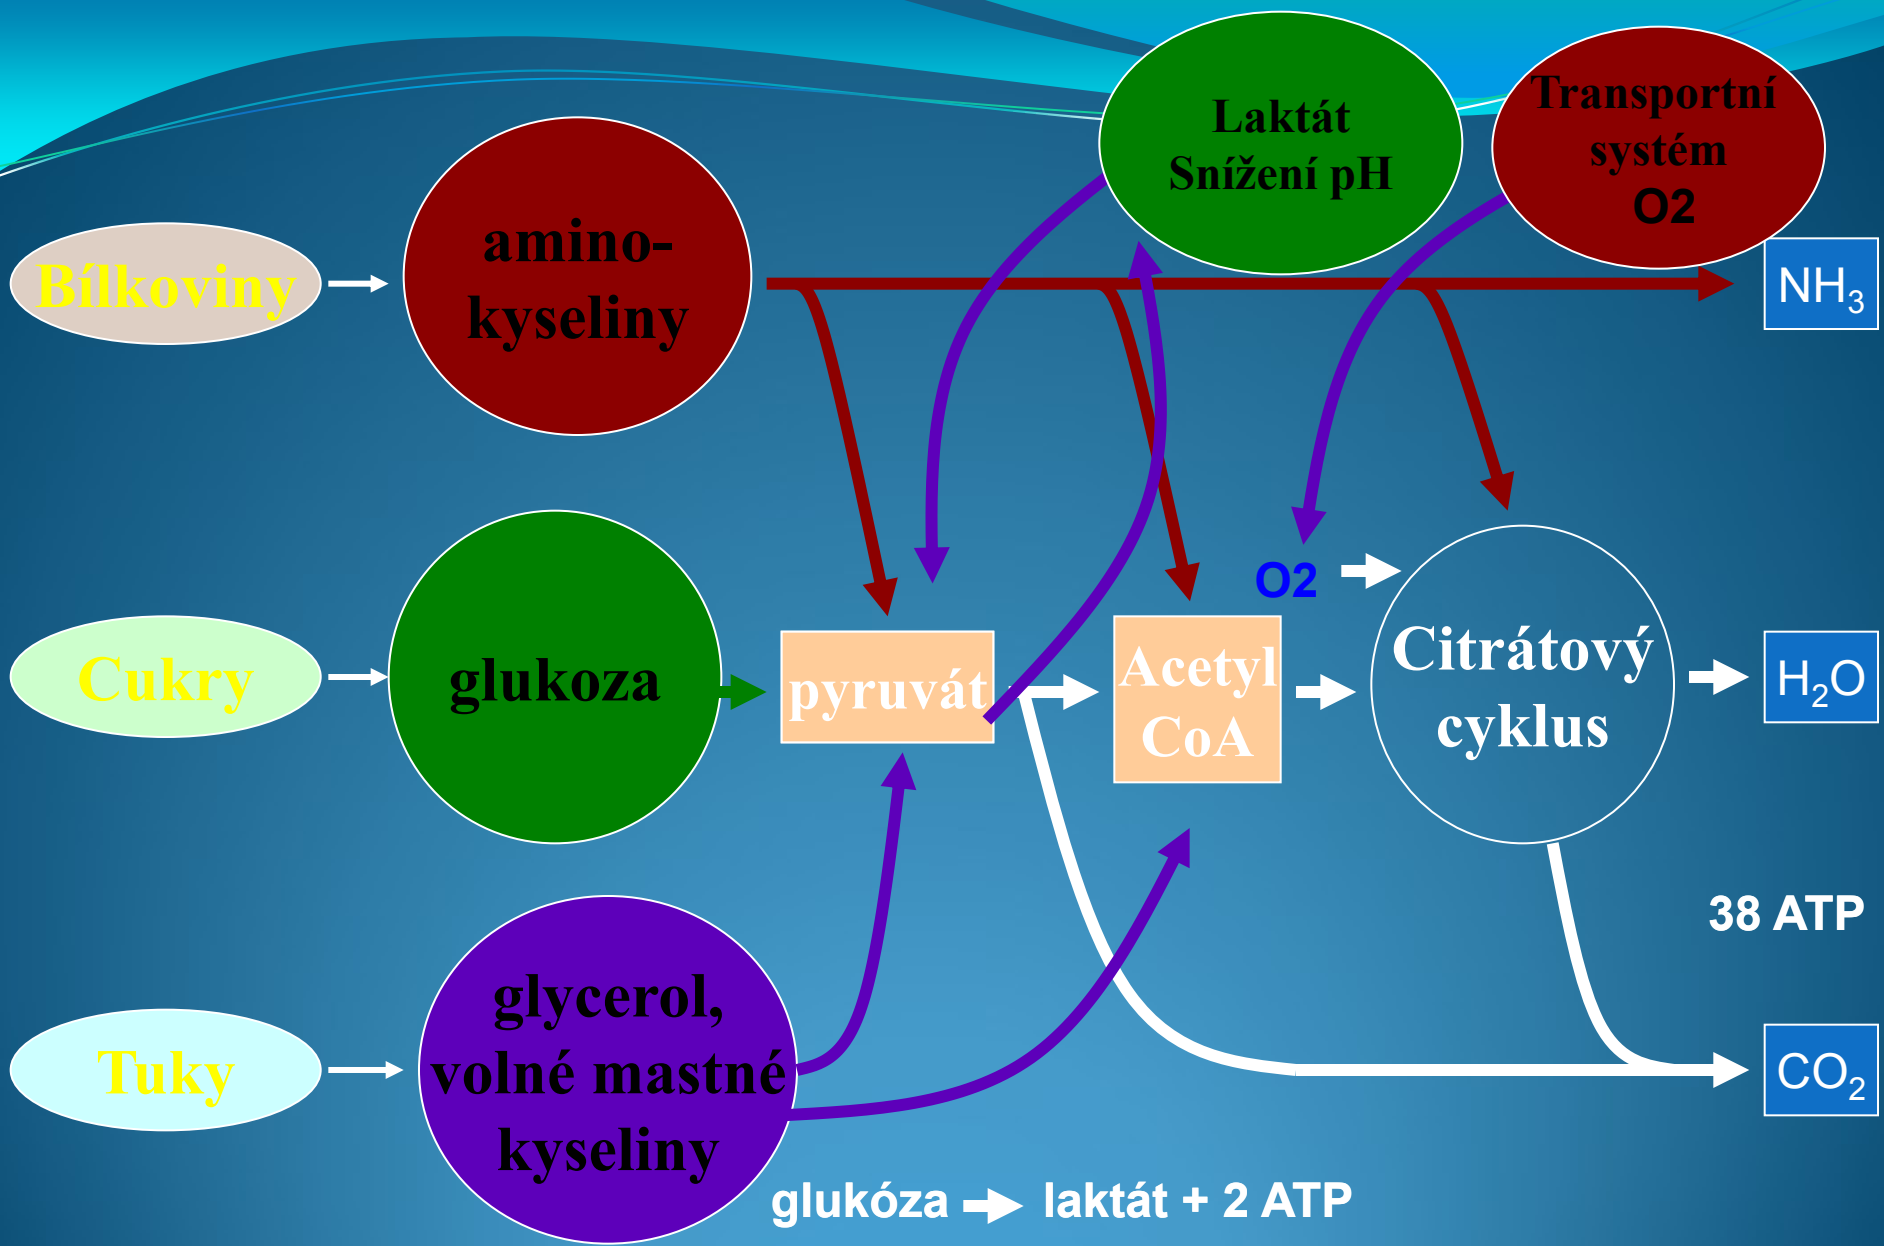 Laktát
Snížení pH
Transportní
systém
O2
Bílkoviny
amino-
kyseliny
NH₃
O2
Cukry
glukoza
pyruvát
Acetyl
CoA
Citrátový
cyklus
H₂O
38 ATP
Tuky
glycerol,
volné mastné
kyseliny
CO₂
glukóza laktát + 2 ATP